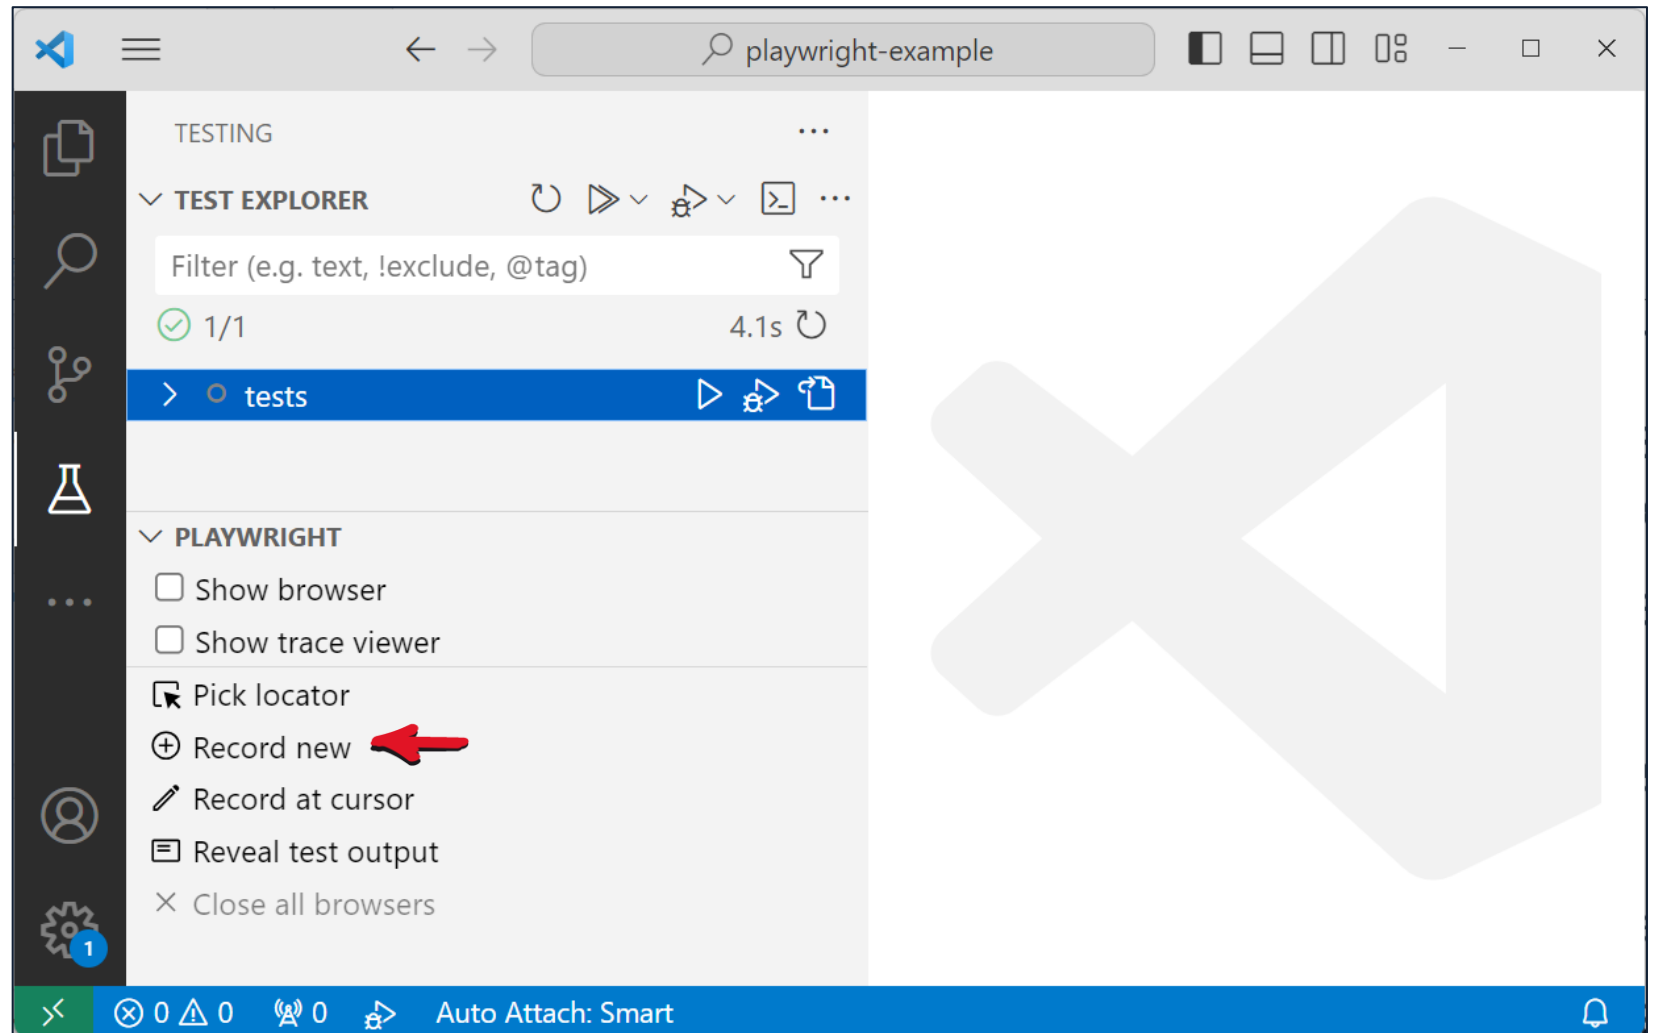 playwright-example
TESTING
TEST EXPLORER
Filter (e.g. text, !exclude, @tag)
1/1 4.1s
tests
PLAYWRIGHT
Show browser
Show trace viewer
Pick locator
Record new
Record at cursor
Reveal test output
Close all browsers
1
0 0 0 Auto Attach: Smart